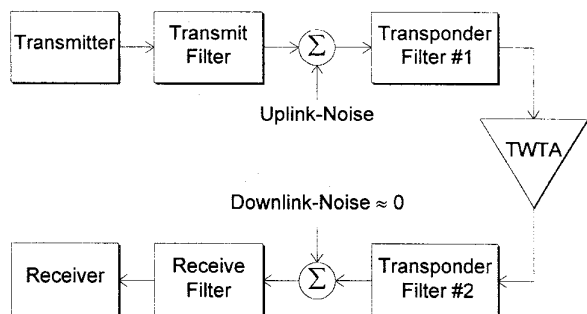 Transmitter
Transmit
Filter
Σ
Transponder
Filter #1
Uplink-Noise
TWTA
Downlink-Noise ≈ 0
Receiver
Receive
Filter
Σ
Transponder
Filter #2